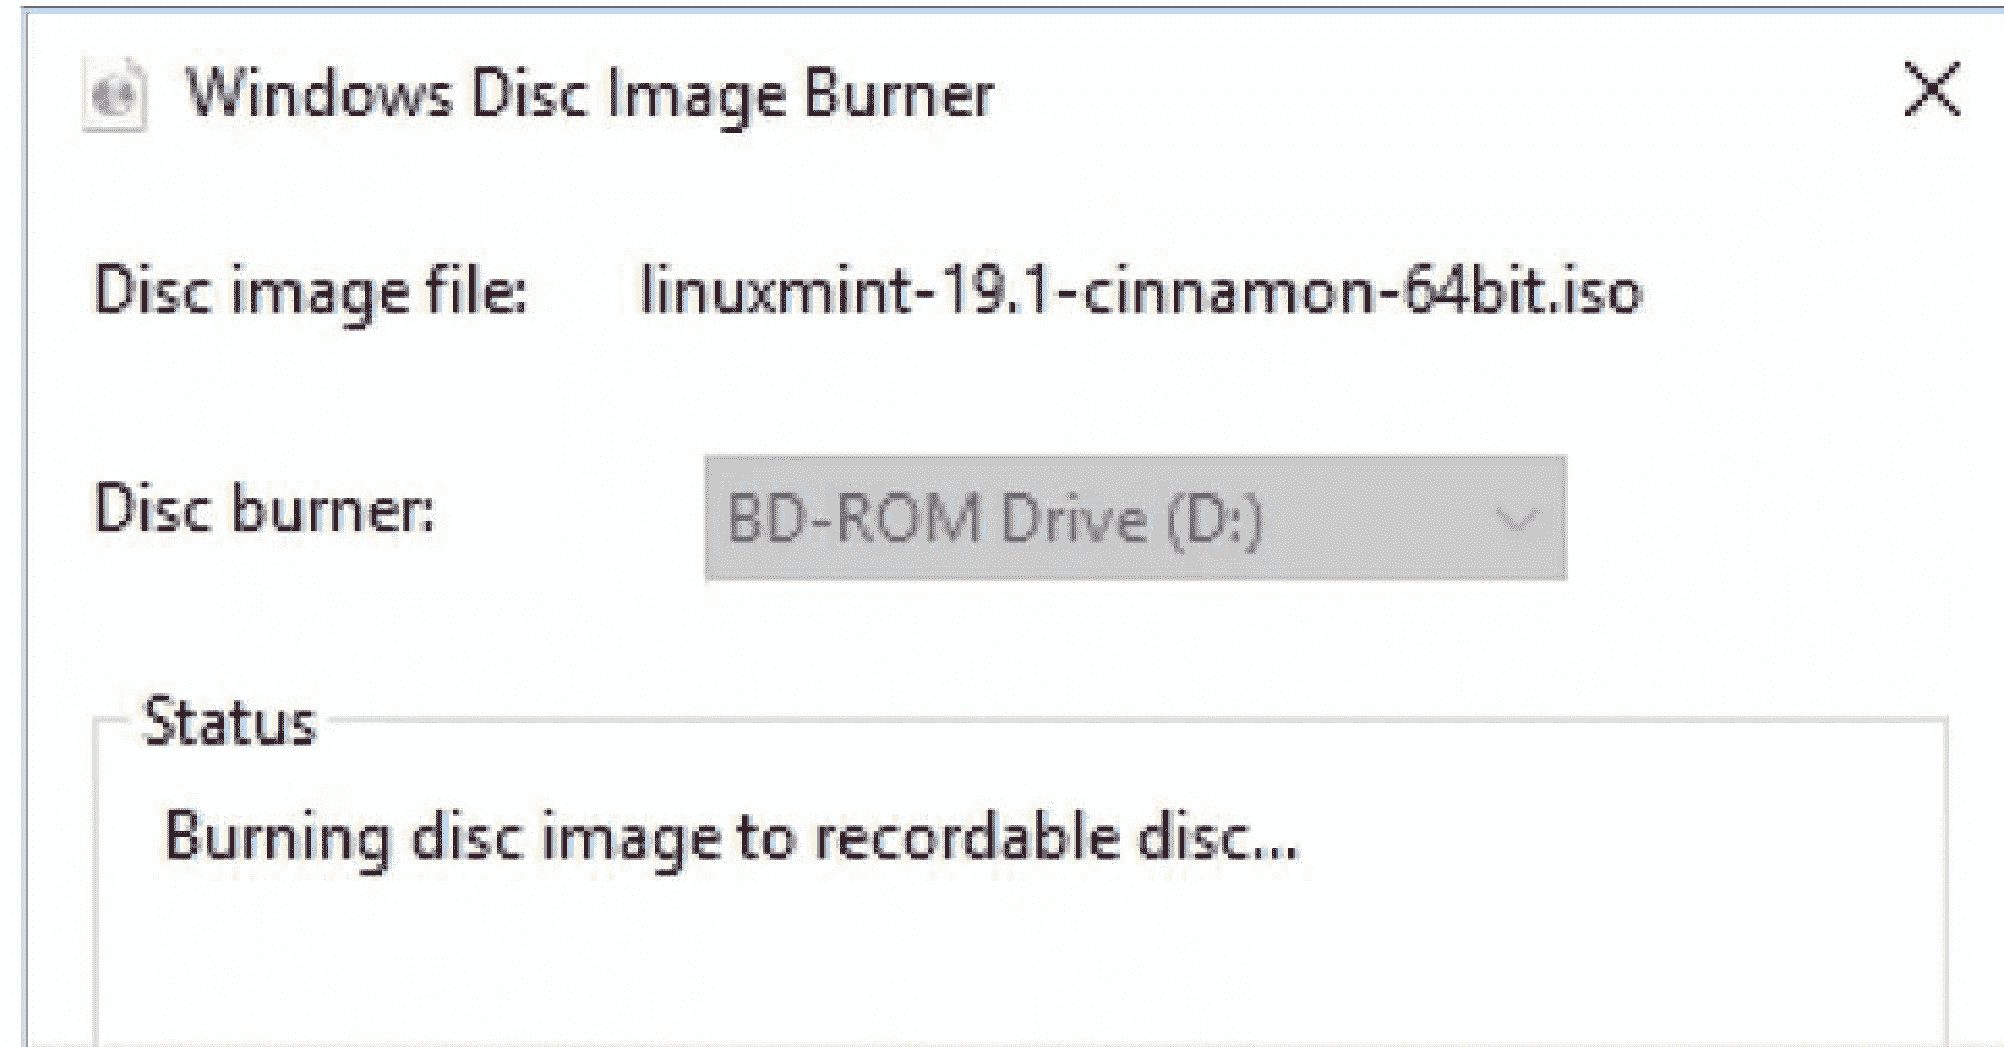 Windows Disc Image Burner
Disc image file: linuxmint-19.1-cinnamon-64bit.iso
Disc burner: BD-ROM Drive (D:)
Status
Burning disc image to recordable disc...